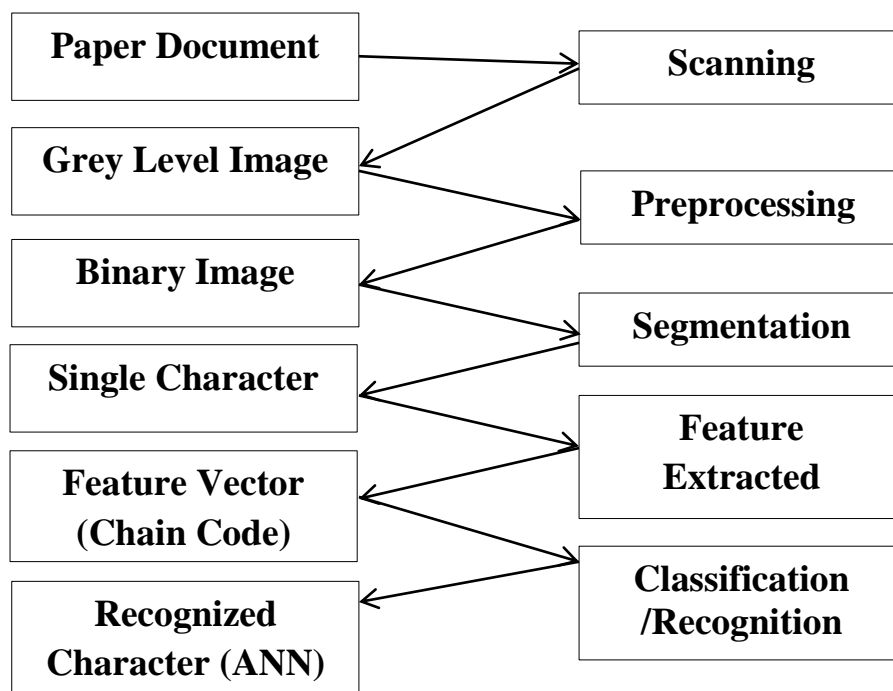 Paper Document
Scanning
Grey Level Image
Preprocessing
Binary Image
Segmentation
Single Character
Feature
Extracted
Feature Vector
(Chain Code)
Classification
/Recognition
Recognized
Character (ANN)